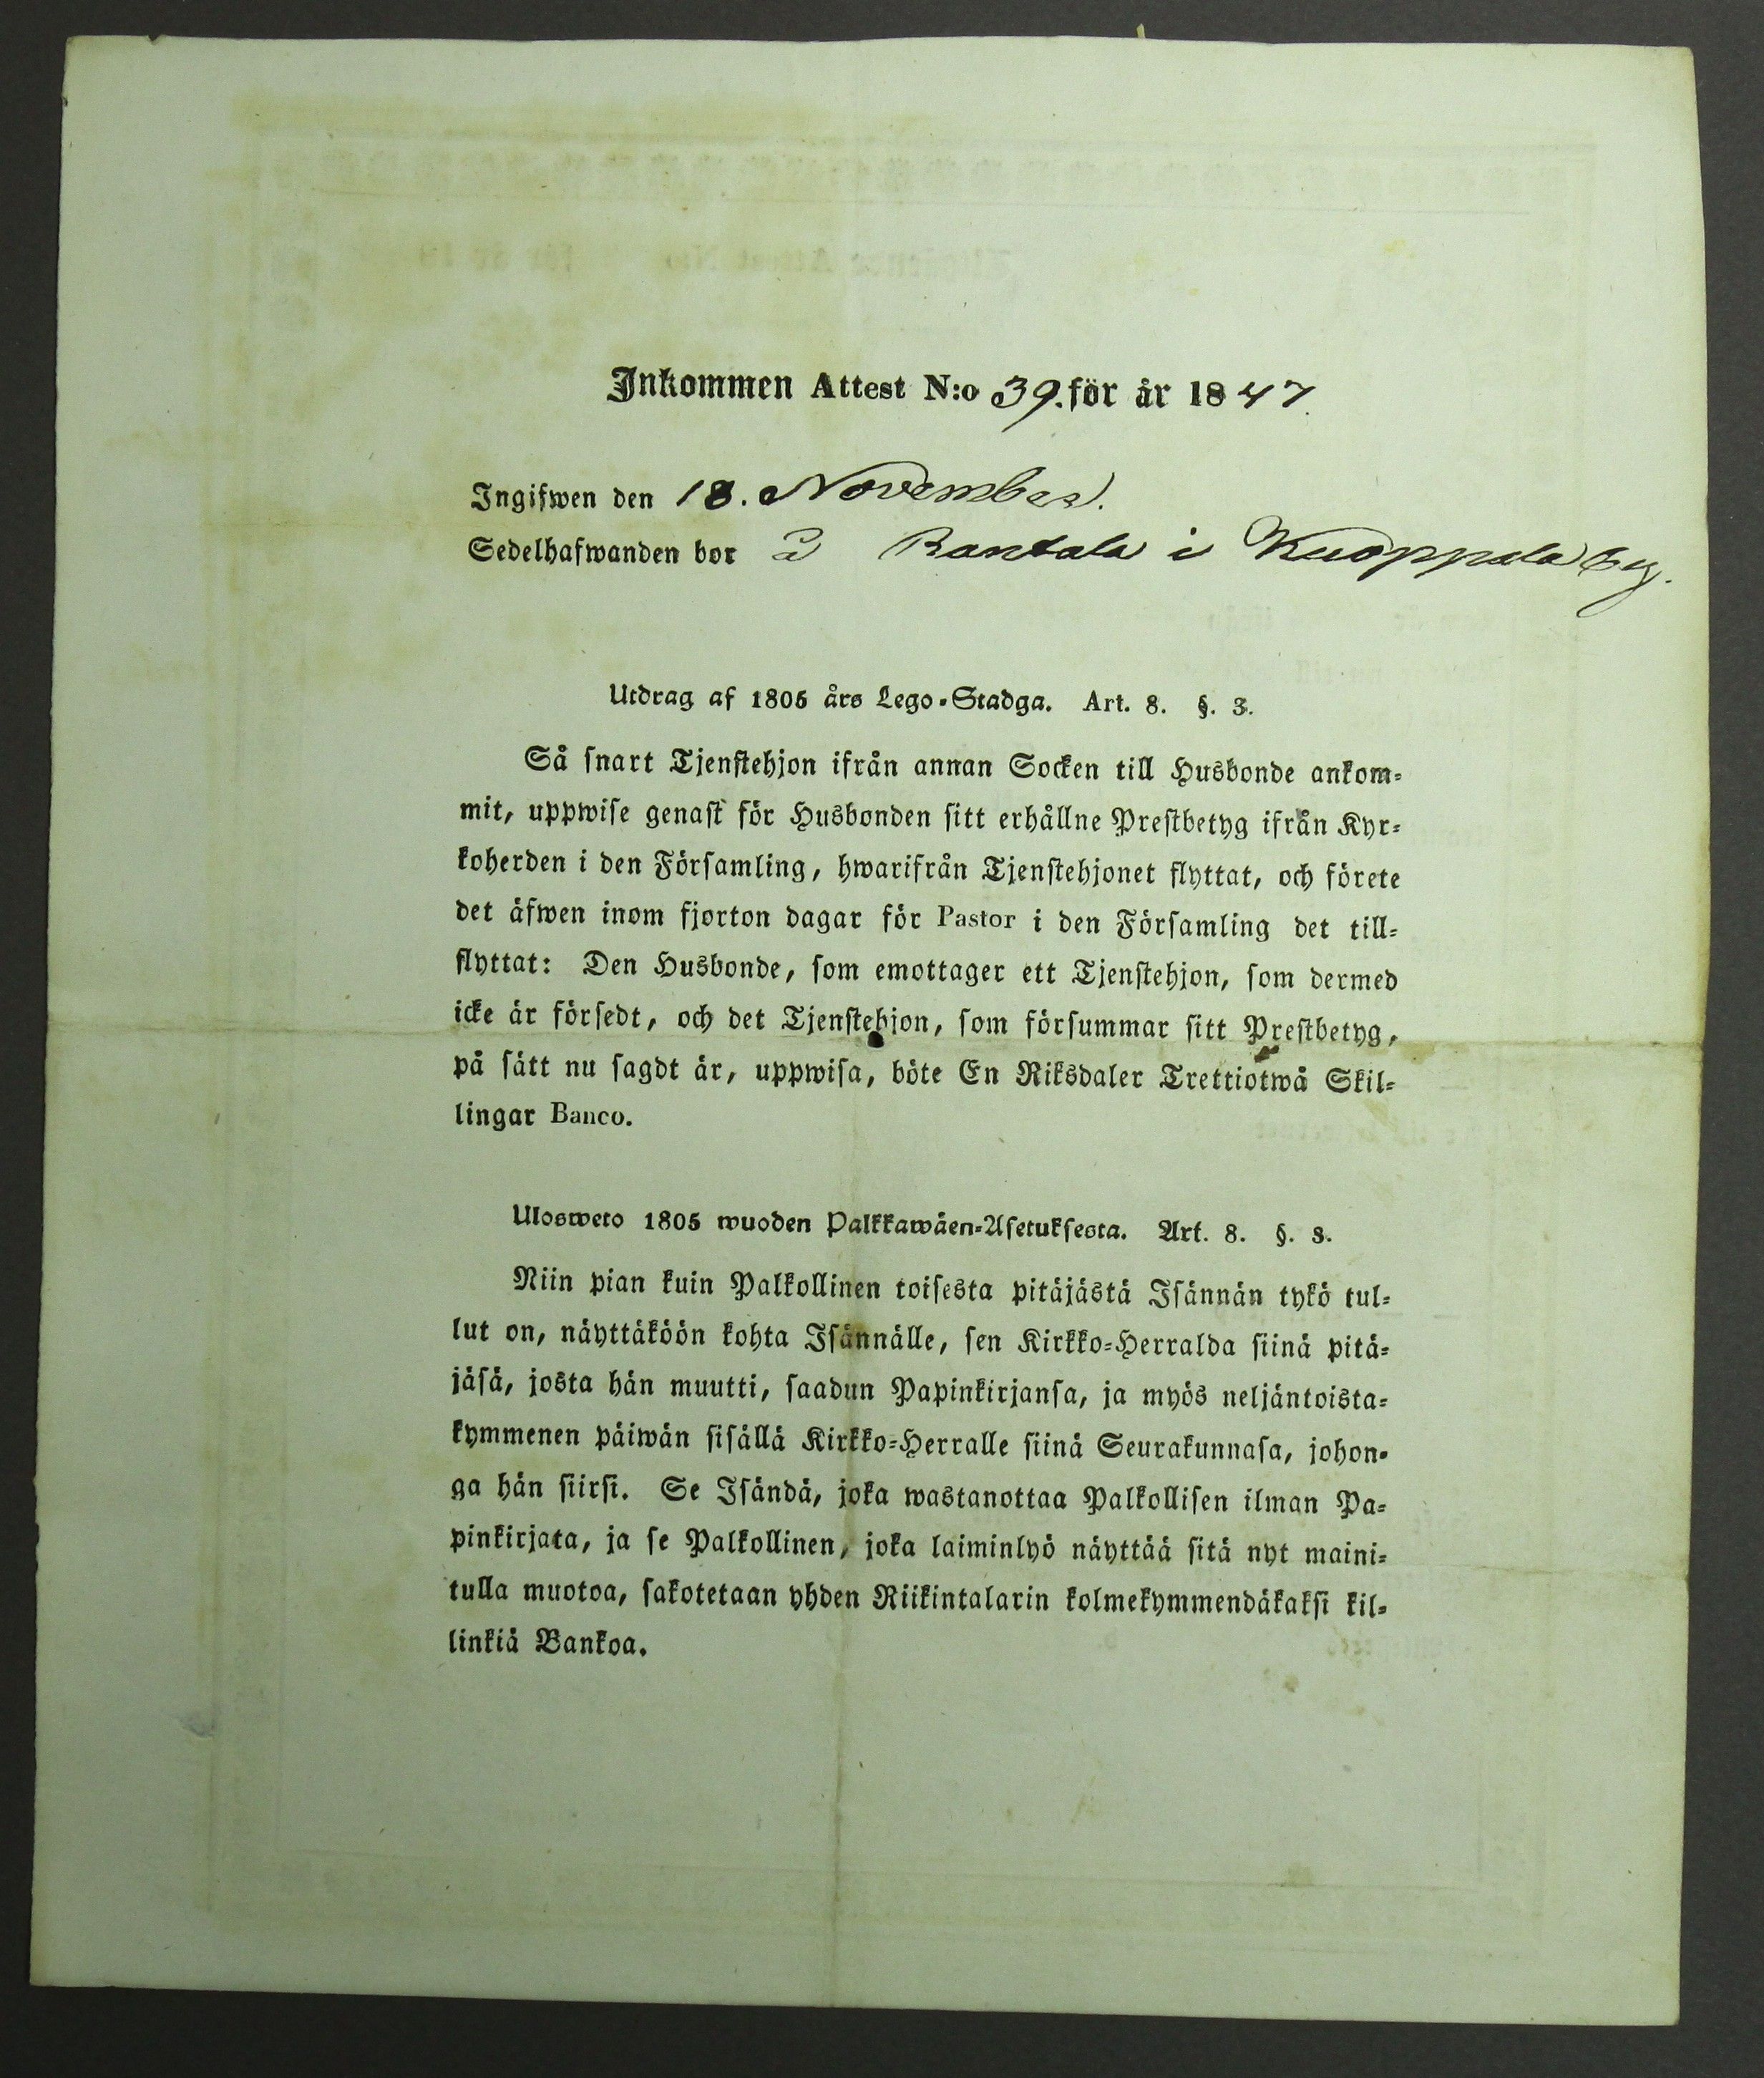 Inkommen Attest N:o 39. för år 1847.
Ingifwen den 18. November.
Sedelhafwanden bor å Rantala i Kuoppala by.
Utdrag af 1805 års Lego-Stadga. Art. 8. §. 3.
Så snart Tjenstehjon ifrån annan Socken till Husbonde ankom-
mit, uppwise genast för Husbonden sitt erhållne Prestbetyg ifrån Kyr-
koherden i den Församling, hwarifrån Tjenstehjonet flyttat, och förete
det äfwen inom fjorton dagar för Pastor i den Församling det till-
flyttat: Den Husbonde, som emottager ett Tjenstehjon, som dermed
icke är försedt, och det Tjenstehjon, som försummar sitt Prestbetyg,
på sätt nu sagdt är, uppwisa, böte En Riksdaler Trettiotwå Skil-
lingar Banco.
Ulosweto 1805 wuoden Palkkawäen-Asetuksesta. Art. 8. §. 3.
Niin pian kuin Palkollinen toisesta pitäjästä Isännän tykö tul-
lut on, näyttäköön kohta Isännälle, sen Kirkko-Herralda siinä pitä-
jäsä, josta hän muutti, saadun Papinkirjansa, ja myös neljäntoista-
kymmenen päiwän sisällä Kirkko-Herralle siinä Seurakunnasa, johon-
ga hän siirsi. Se Isändä, joka wastanottaa Palkollisen ilman Pa-
pinkirjata, ja se Palkollinen, joka laiminlyö näyttää sitä nyt maini-
tulla muotoa, sakotetaan yhden Riikintalarin kolmekymmendäkaksi kil-
linkiä Bankoa.